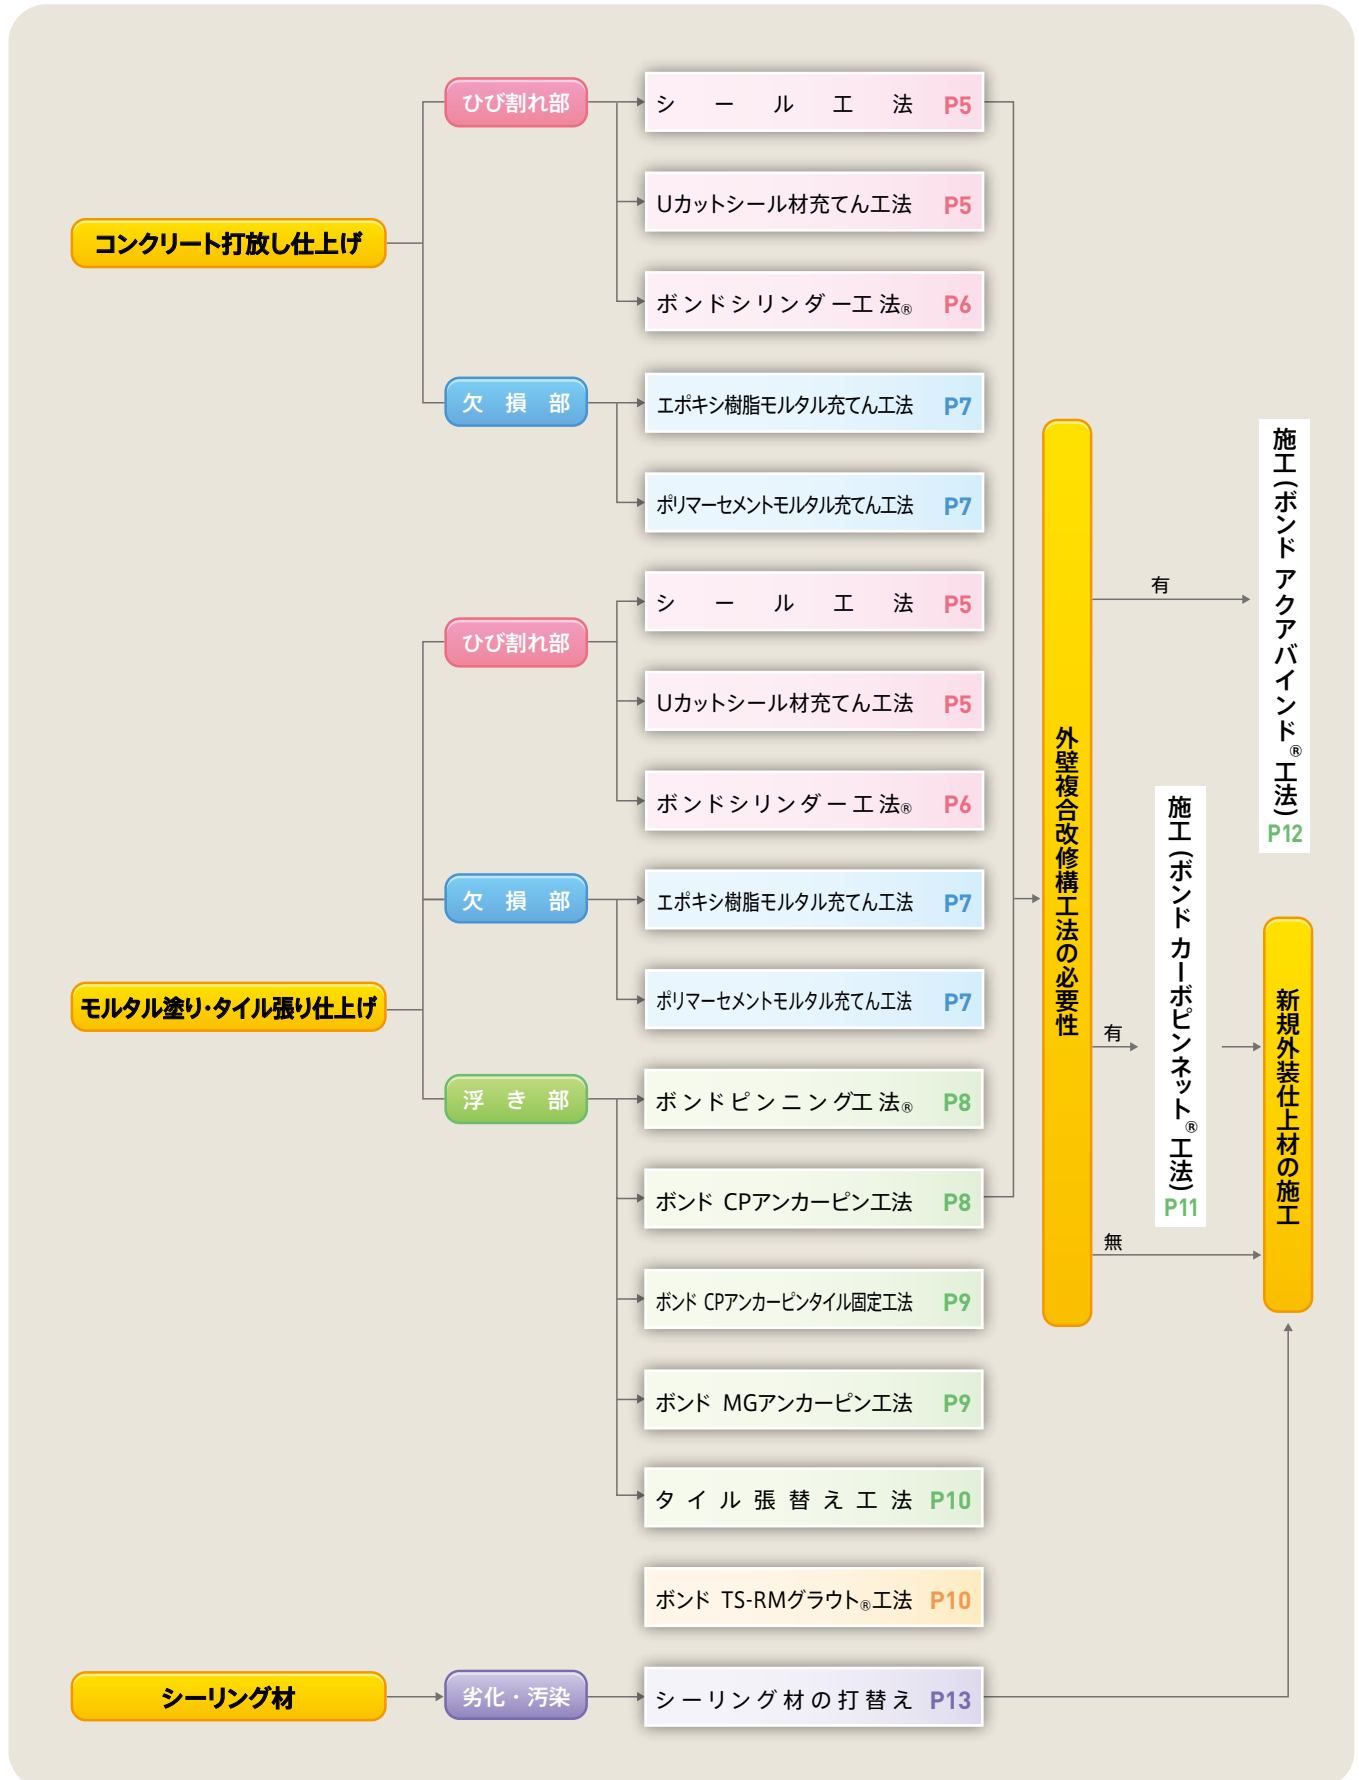 コンクリート打放し仕上げ
ひび割れ部
シール工法 P5
Uカットシール材充てん工法 P5
ボンドシリンダー工法® P6
欠損部
エポキシ樹脂モルタル充てん工法 P7
ポリマーセメントモルタル充てん工法 P7
モルタル塗り・タイル張り仕上げ
ひび割れ部
シール工法 P5
Uカットシール材充てん工法 P5
ボンドシリンダー工法® P6
欠損部
エポキシ樹脂モルタル充てん工法 P7
ポリマーセメントモルタル充てん工法 P7
浮き部
ボンドピンニング工法® P8
ボンド CPアンカーピン工法 P8
ボンド CPアンカーピンタイル固定工法 P9
ボンド MGアンカーピン工法 P9
タイル張替え工法 P10
ボンド TS-RMグラウト®工法 P10
シーリング材
劣化・汚染
シーリング材の打替え P13
外壁複合改修構工法の必要性
有
施工(ボンド アクアバインド®工法) P12
有
施工(ボンド カーボピンネット®工法) P11
無
新規外装仕上材の施工